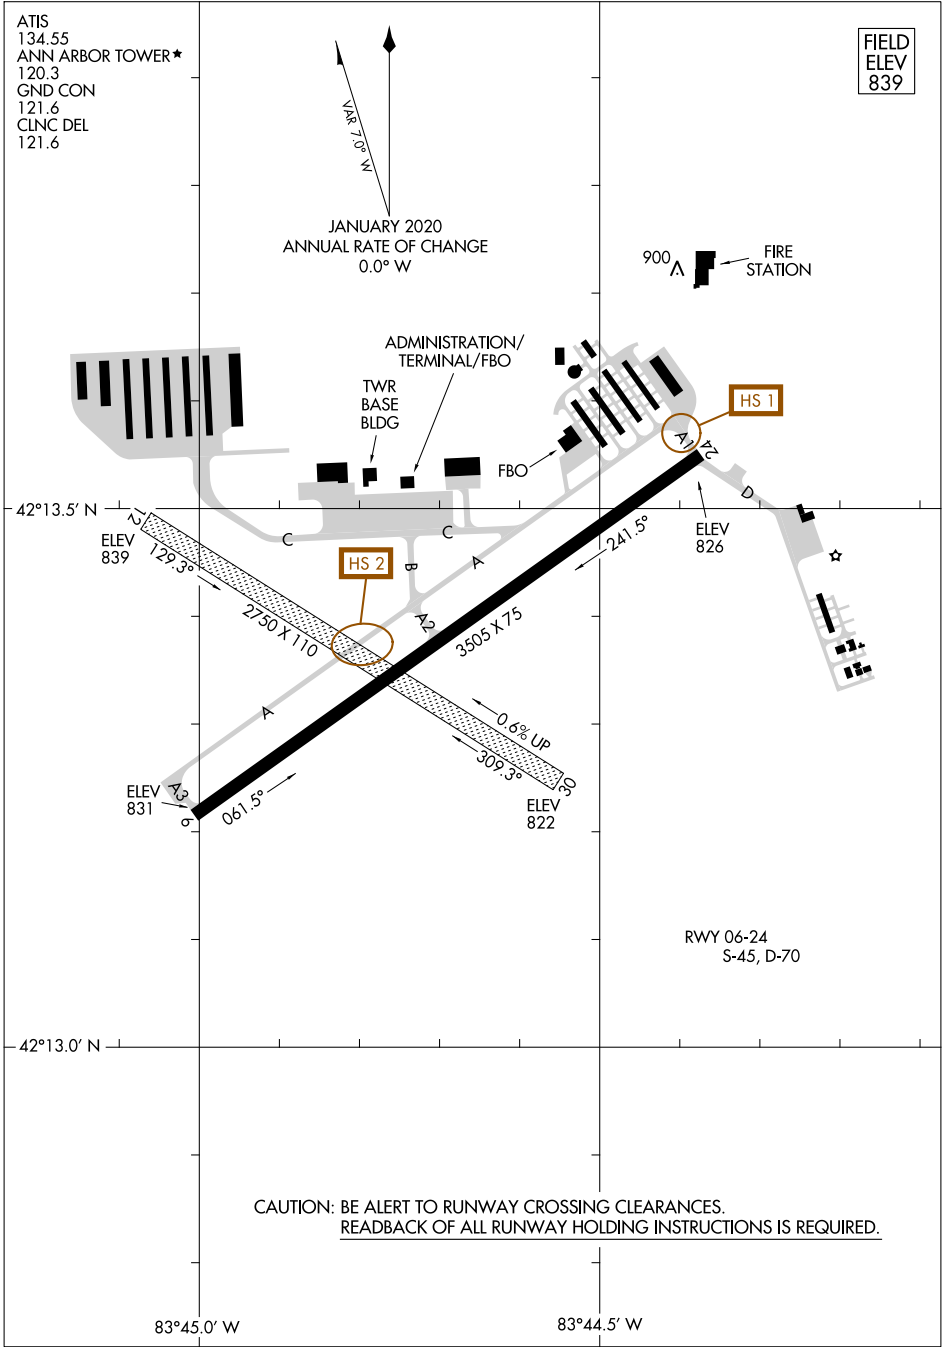 ATIS
134.55
ANN ARBOR TOWER★
120.3
GND CON
121.6
CLNC DEL
121.6
FIELD
ELEV
839
VAR 7.0° W
JANUARY 2020
ANNUAL RATE OF CHANGE
0.0° W
900
FIRE
STATION
ADMINISTRATION/
TERMINAL/FBO
TWR
BASE
BLDG
HS 1
FBO
A1
24
D
42°13.5' N
12
ELEV
839
129.3°
C
C
B
A
241.5°
ELEV
826
HS 2
2750 X 110
A2
3505 X 75
A
0.6% UP
309.3°
30
ELEV
822
ELEV
831
A3
6
061.5°
RWY 06-24
S-45, D-70
42°13.0' N
CAUTION: BE ALERT TO RUNWAY CROSSING CLEARANCES.
READBACK OF ALL RUNWAY HOLDING INSTRUCTIONS IS REQUIRED.
83°45.0' W
83°44.5' W